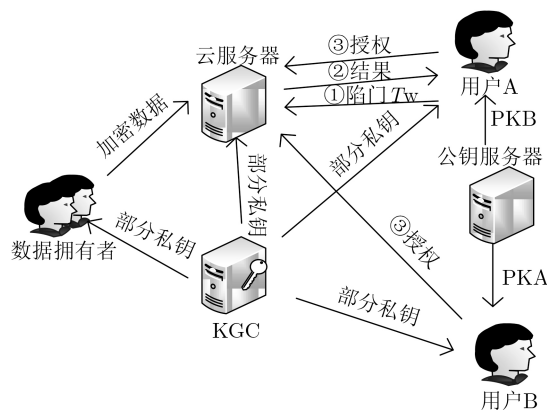 云服务器
③授权
②结果
①陷门Tw
用户A
加密数据
部分私钥
PKB
公钥服务器
部分私钥
部分私钥
数据拥有者
③授权
PKA
KGC
部分私钥
用户B